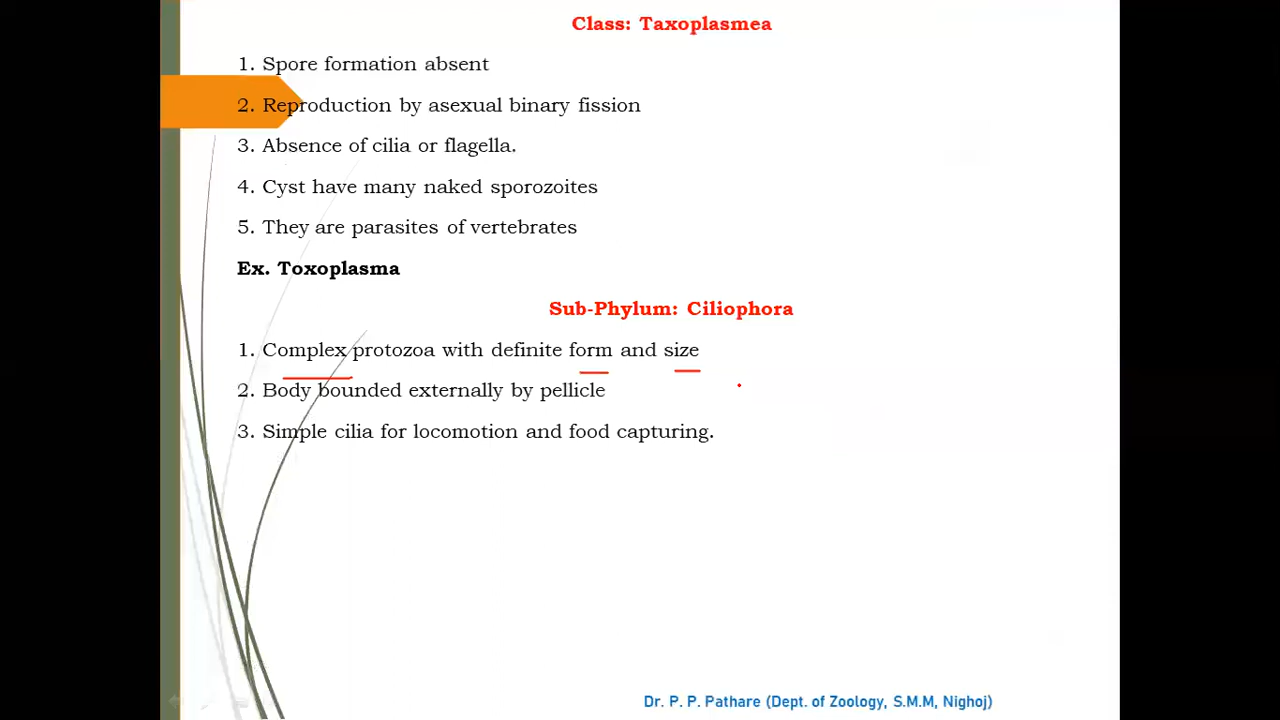 Class: Taxoplasmea
1. Spore formation absent
2. Reproduction by asexual binary fission
3. Absence of cilia or flagella.
4. Cyst have many naked sporozoites
5. They are parasites of vertebrates
Ex. Toxoplasma
Sub-Phylum: Ciliophora
1. Complex protozoa with definite form and size
2. Body bounded externally by pellicle
3. Simple cilia for locomotion and food capturing.
Dr. P. P. Pathare (Dept. of Zoology, S.M.M, Nighoj)